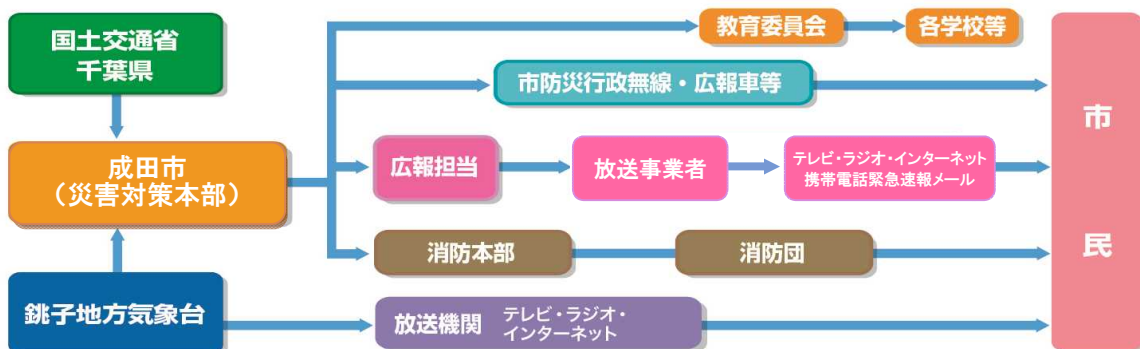 国土交通省
千葉県
教育委員会
各学校等
市防災行政無線・広報車等
成田市
（災害対策本部）
広報担当
放送事業者
テレビ・ラジオ・インターネット
携帯電話緊急速報メール
消防本部
消防団
銚子地方気象台
放送機関
テレビ・ラジオ・
インターネット
市
民